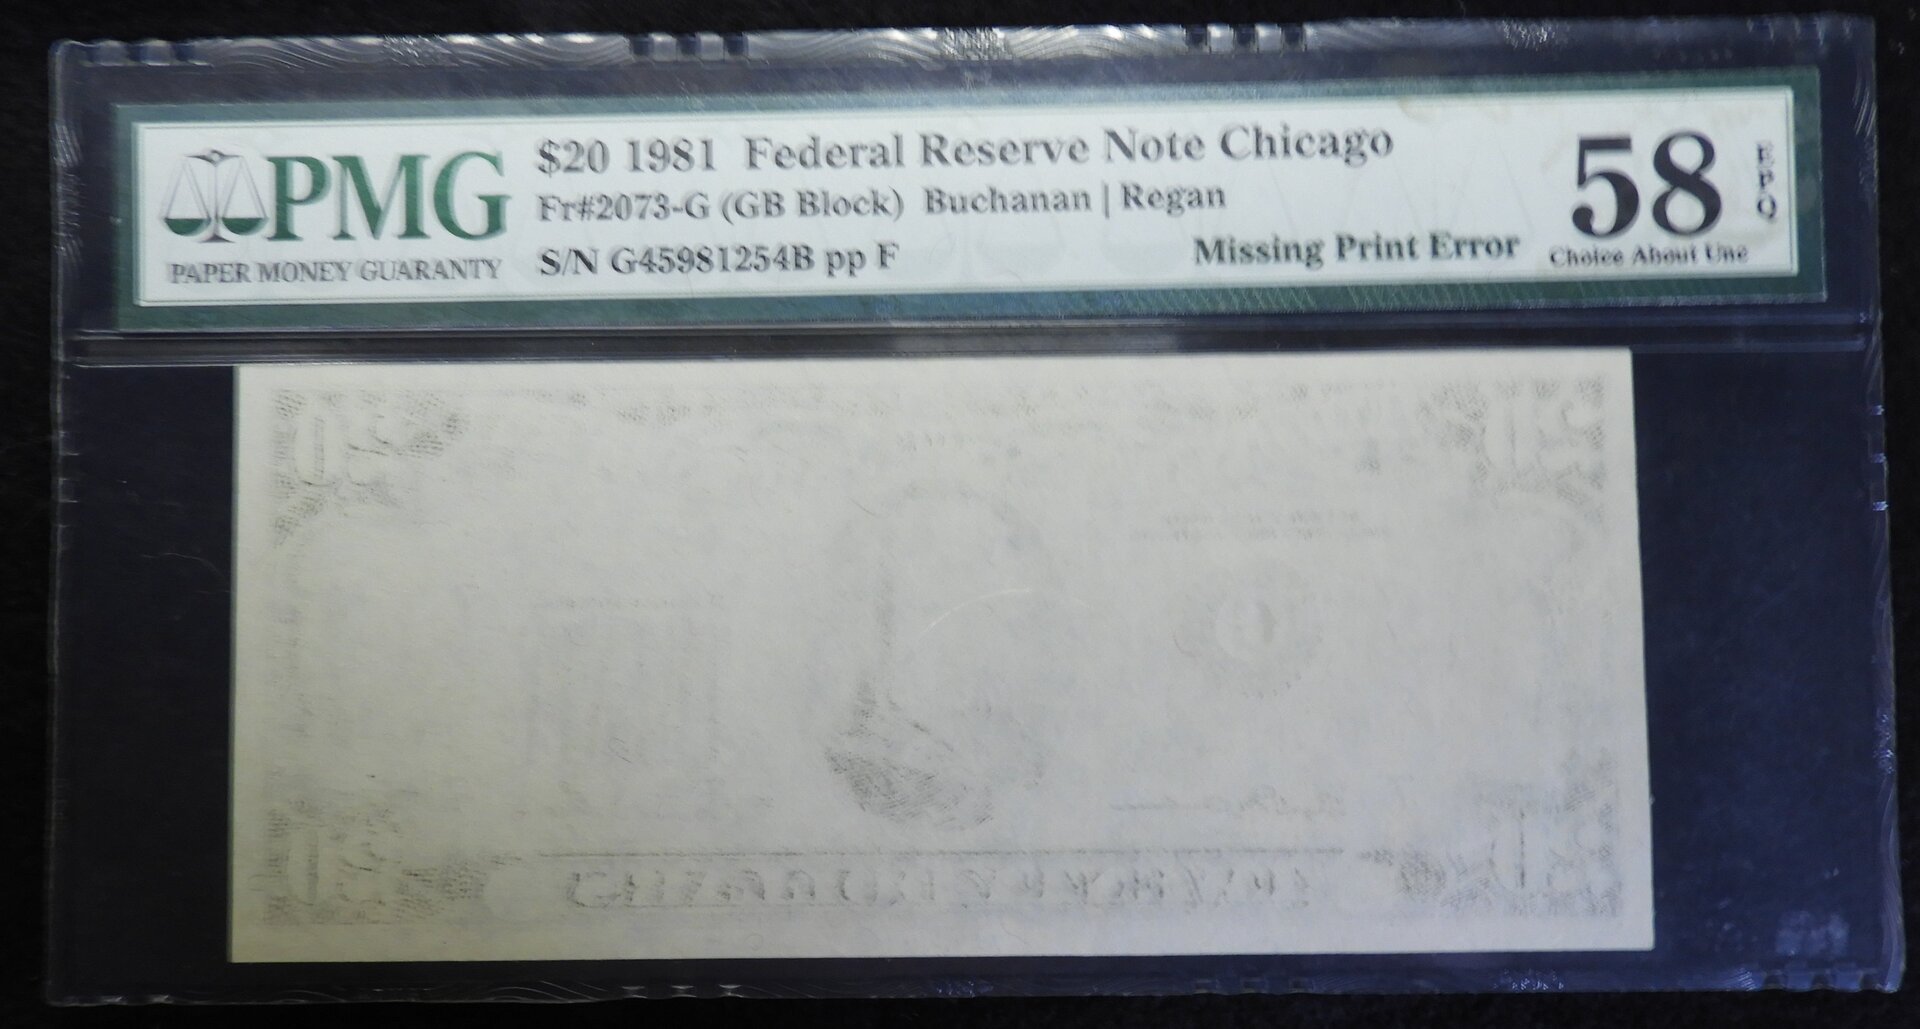 PMG
PAPER MONEY GUARANTY
$20 1981 Federal Reserve Note Chicago
Fr#2073-G (GB Block) Buchanan | Regan
S/N G45981254B pp F
Missing Print Error
58
EPQ
Choice About Unc